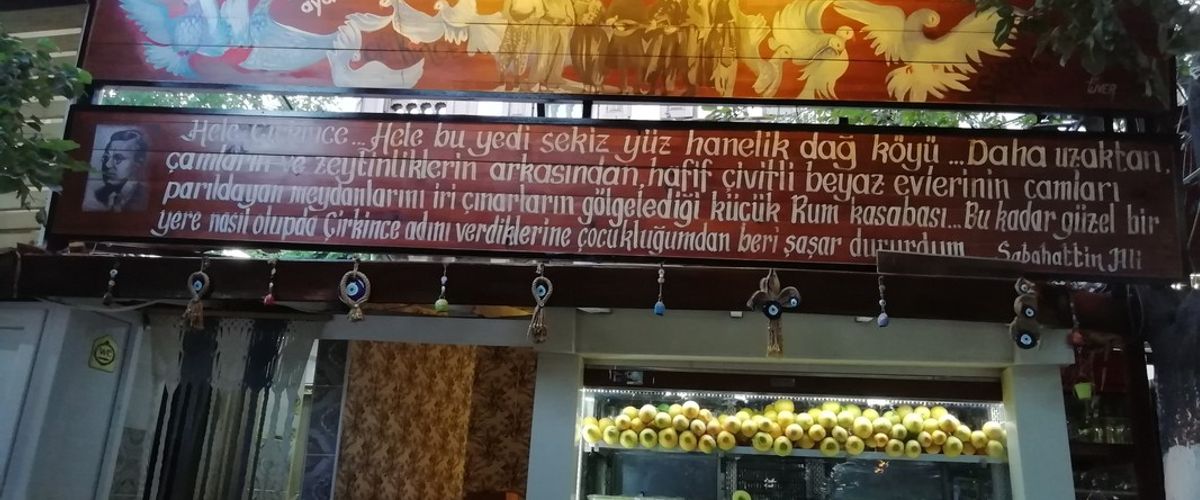 Hele Çirkince... Hele bu yedi sekiz yüz hanelik dağ köyü ... Daha uzaktan,
çamların ve zeytinliklerin arkasından, hafif çivitli beyaz evlerinin camları
parıldayan meydanlarını iri çınarların gölgelediği kücük Rum kasabası... Bu kadar güzel bir
yere nasıl olupda Çirkince adını verdiklerine çocukluğumdan beri şaşar dururdum
Sabahattin Ali
WC